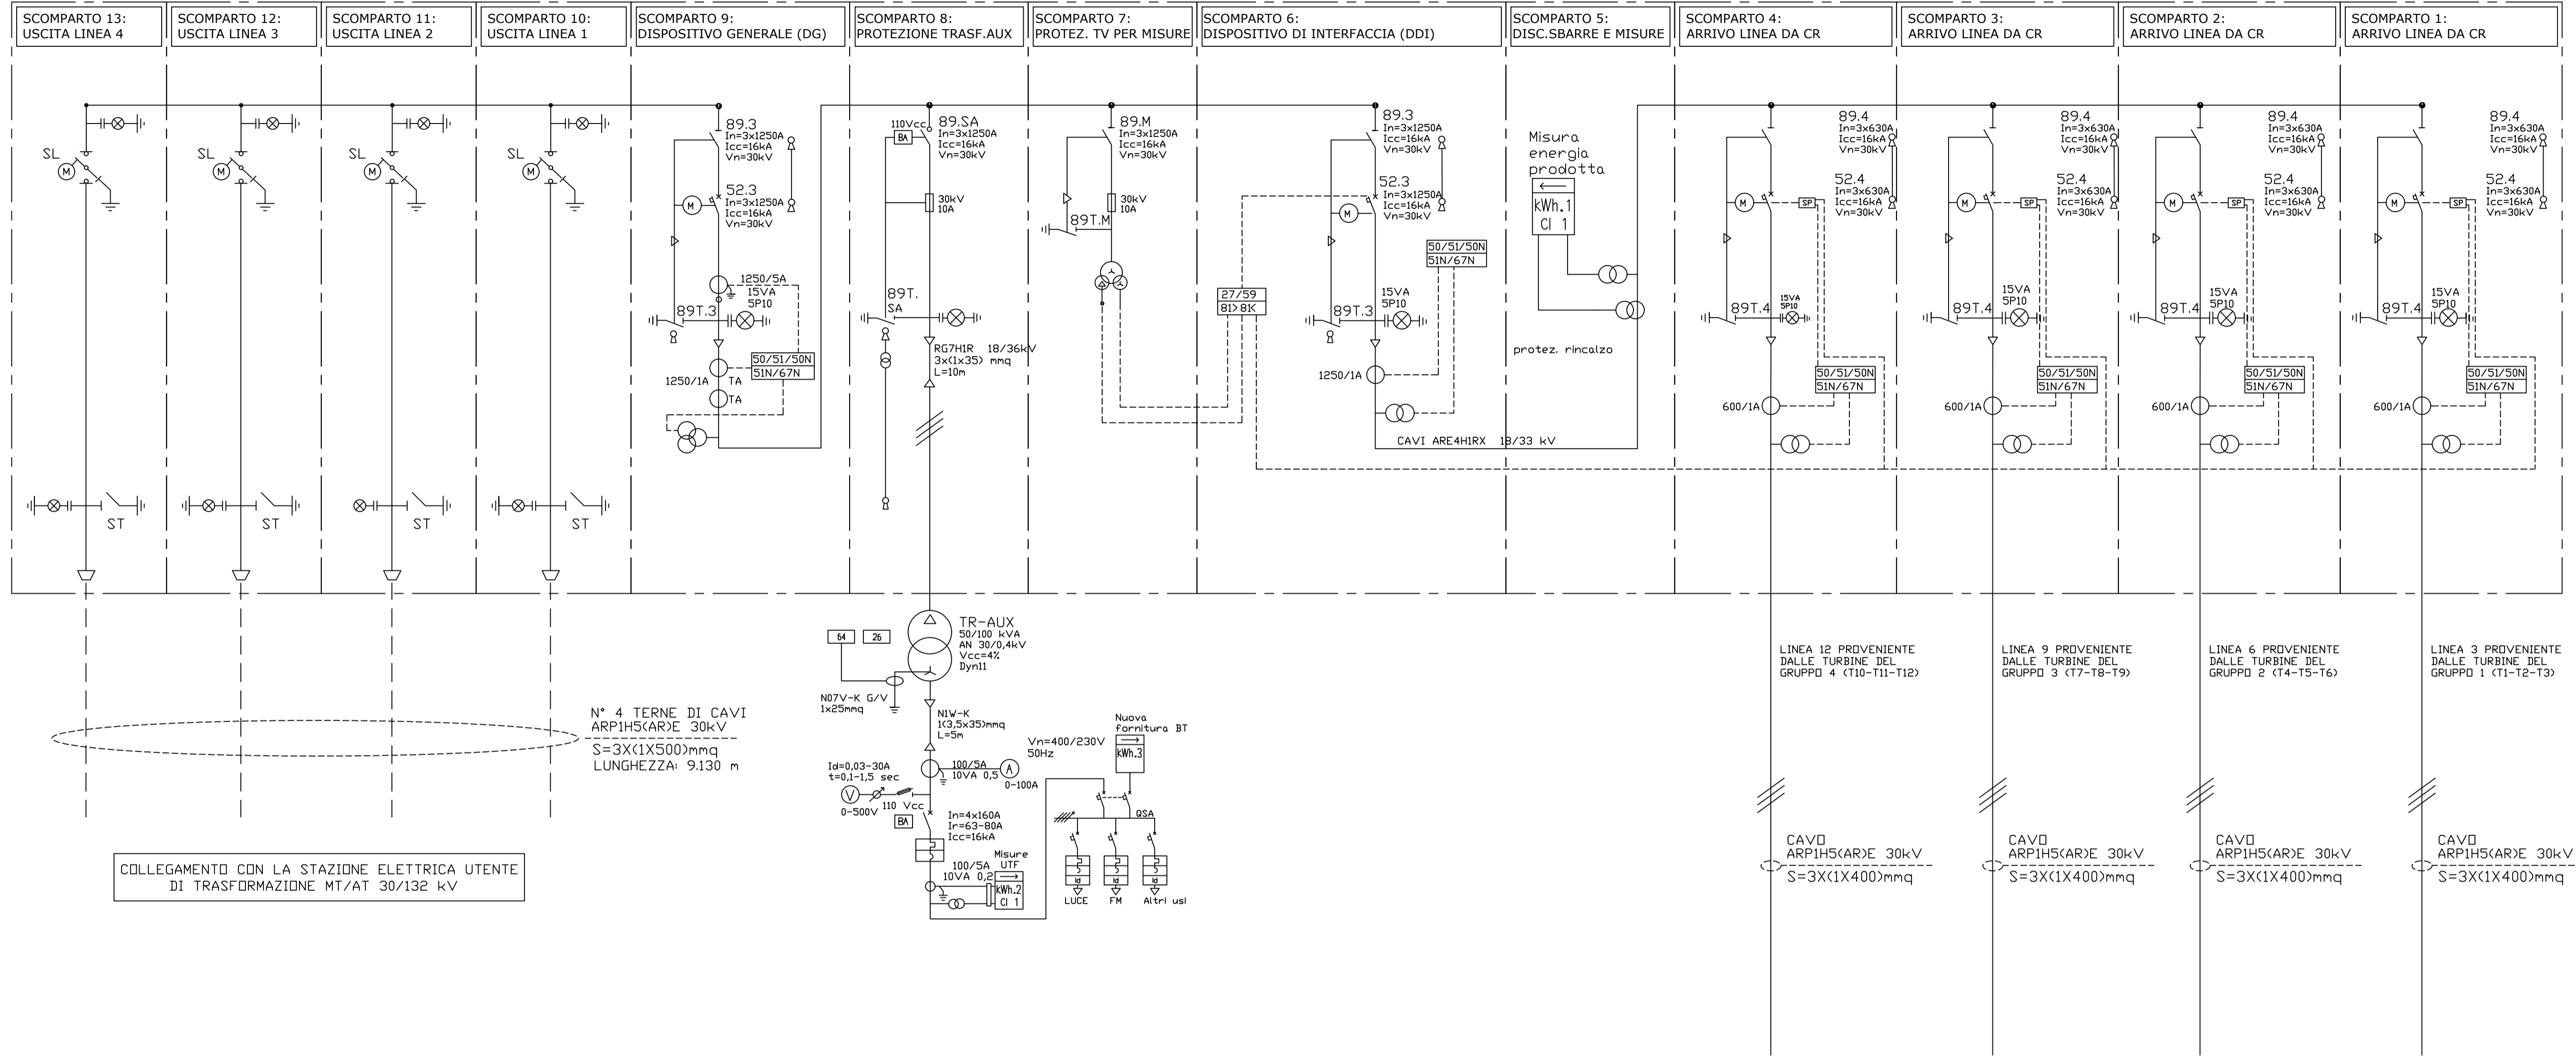 SCOMPARTO 13:
USCITA LINEA 4
SCOMPARTO 12:
USCITA LINEA 3
SCOMPARTO 11:
USCITA LINEA 2
SCOMPARTO 10:
USCITA LINEA 1
SCOMPARTO 9:
DISPOSITIVO GENERALE (DG)
SCOMPARTO 8:
PROTEZIONE TRASF.AUX
SCOMPARTO 7:
PROTEZ. TV PER MISURE
SCOMPARTO 6:
DISPOSITIVO DI INTERFACCIA (DDI)
SCOMPARTO 5:
DISC.SBARRE E MISURE
SCOMPARTO 4:
ARRIVO LINEA DA CR
SCOMPARTO 3:
ARRIVO LINEA DA CR
SCOMPARTO 2:
ARRIVO LINEA DA CR
SCOMPARTO 1:
ARRIVO LINEA DA CR
SL
M
ST
SL
M
ST
SL
M
ST
SL
M
ST
89.3
In=3x1250A
Icc=16kA
Vn=30kV
52.3
In=3x1250A
Icc=16kA
Vn=30kV
M
1250/5A
15VA
5P10
89T.3
50/51/50N
51N/67N
1250/1A
TA
TA
110Vcc
BA
89.SA
In=3x1250A
Icc=16kA
Vn=30kV
30kV
10A
89T.
SA
RG7H1R 18/36kV
3x(1x35) mmq
L=10m
89.M
In=3x1250A
Icc=16kA
Vn=30kV
30kV
10A
89T.M
27/59
81>81<
89.3
In=3x1250A
Icc=16kA
Vn=30kV
52.3
In=3x1250A
Icc=16kA
Vn=30kV
M
50/51/50N
51N/67N
15VA
5P10
89T.3
1250/1A
CAVI ARE4H1RX 18/33 kV
Misura
energia
prodotta
kWh.1
Cl 1
protez. rincalzo
89.4
In=3x630A
Icc=16kA
Vn=30kV
52.4
In=3x630A
Icc=16kA
Vn=30kV
M
SP
15VA
5P10
89T.4
50/51/50N
51N/67N
600/1A
89.4
In=3x630A
Icc=16kA
Vn=30kV
52.4
In=3x630A
Icc=16kA
Vn=30kV
M
SP
15VA
5P10
89T.4
50/51/50N
51N/67N
600/1A
89.4
In=3x630A
Icc=16kA
Vn=30kV
52.4
In=3x630A
Icc=16kA
Vn=30kV
M
SP
15VA
5P10
89T.4
50/51/50N
51N/67N
600/1A
89.4
In=3x630A
Icc=16kA
Vn=30kV
52.4
In=3x630A
Icc=16kA
Vn=30kV
M
SP
15VA
5P10
89T.4
50/51/50N
51N/67N
600/1A
64
26
TR-AUX
50/100 kVA
AN 30/0,4kV
Vcc=4%
Dyn11
N07V-K G/V
1x25mmq
N1W-K
1(3,5x35)mmq
L=5m
Id=0,03-30A
t=0,1-1,5 sec
100/5A
10VA 0,5
A
0-100A
V
0-500V
110 Vcc
BA
In=4x160A
Ir=63-80A
Icc=16kA
Misure
UTF
100/5A
10VA 0,2
kWh.2
Cl 1
Nuova
fornitura BT
Vn=400/230V
50Hz
kWh.3
QSA
Id
Id
Id
LUCE
FM
Altri usi
N° 4 TERNE DI CAVI
ARP1H5(AR)E 30kV
S=3X(1X500)mmq
LUNGHEZZA: 9.130 m
COLLEGAMENTO CON LA STAZIONE ELETTRICA UTENTE
DI TRASFORMAZIONE MT/AT 30/132 kV
LINEA 12 PROVENIENTE
DALLE TURBINE DEL
GRUPPO 4 (T10-T11-T12)
LINEA 9 PROVENIENTE
DALLE TURBINE DEL
GRUPPO 3 (T7-T8-T9)
LINEA 6 PROVENIENTE
DALLE TURBINE DEL
GRUPPO 2 (T4-T5-T6)
LINEA 3 PROVENIENTE
DALLE TURBINE DEL
GRUPPO 1 (T1-T2-T3)
CAVO
ARP1H5(AR)E 30kV
S=3X(1X400)mmq
CAVO
ARP1H5(AR)E 30kV
S=3X(1X400)mmq
CAVO
ARP1H5(AR)E 30kV
S=3X(1X400)mmq
CAVO
ARP1H5(AR)E 30kV
S=3X(1X400)mmq